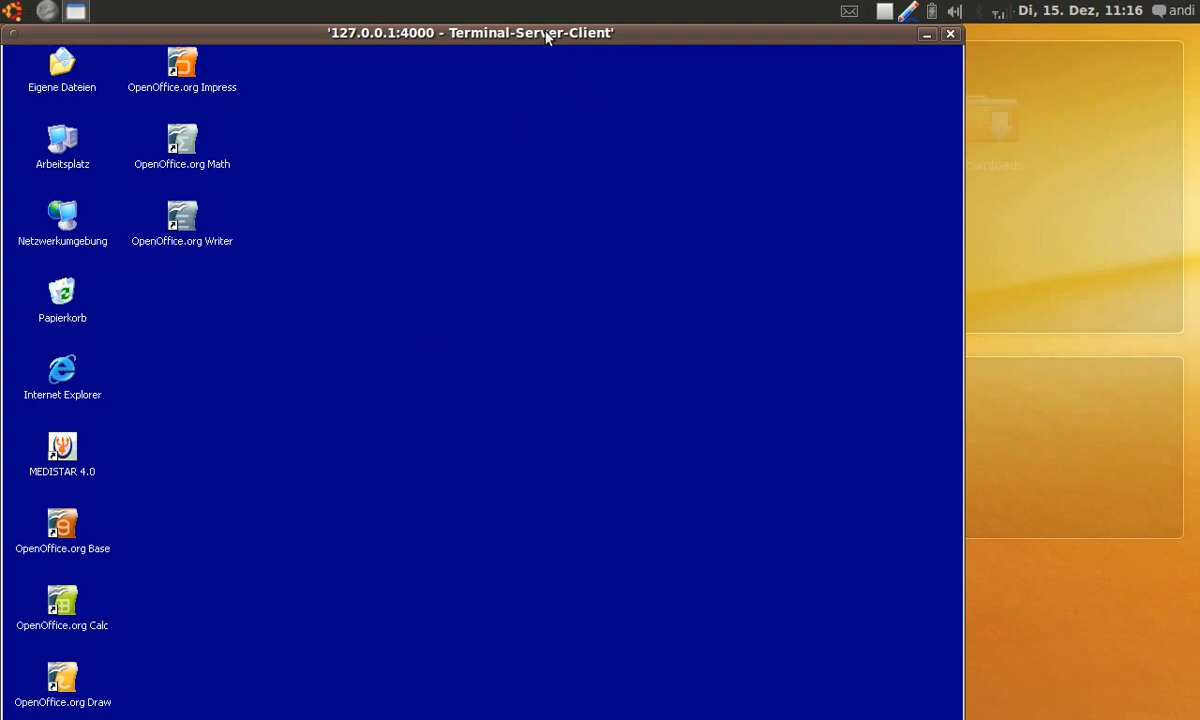 Di, 15. Dez, 11:16 andi
'127.0.0.1:4000 - Terminal-Server-Client'
Eigene Dateien
OpenOffice.org Impress
Arbeitsplatz
OpenOffice.org Math
Netzwerkumgebung
OpenOffice.org Writer
Papierkorb
Internet Explorer
MEDISTAR 4.0
OpenOffice.org Base
OpenOffice.org Calc
OpenOffice.org Draw
wnloads